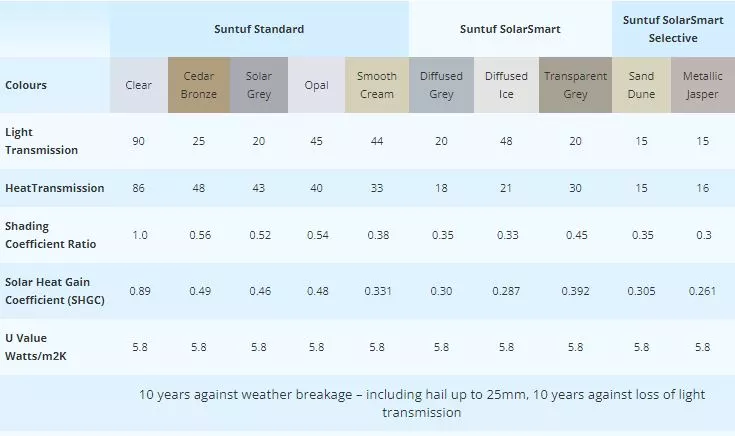 Suntuf Standard Suntuf SolarSmart Suntuf SolarSmart
Selective
Colours Clear Cedar Bronze Solar Grey Opal Smooth Cream Diffused Grey Diffused Ice Transparent Grey Sand Dune Metallic Jasper
Light
Transmission 90 25 20 45 44 20 48 20 15 15
HeatTransmission 86 48 43 40 33 18 21 30 15 16
Shading
Coefficient Ratio 1.0 0.56 0.52 0.54 0.38 0.35 0.33 0.45 0.35 0.3
Solar Heat Gain
Coefficient (SHGC) 0.89 0.49 0.46 0.48 0.331 0.30 0.287 0.392 0.305 0.261
U Value
Watts/m2K 5.8 5.8 5.8 5.8 5.8 5.8 5.8 5.8 5.8 5.8
10 years against weather breakage – including hail up to 25mm, 10 years against loss of light
transmission